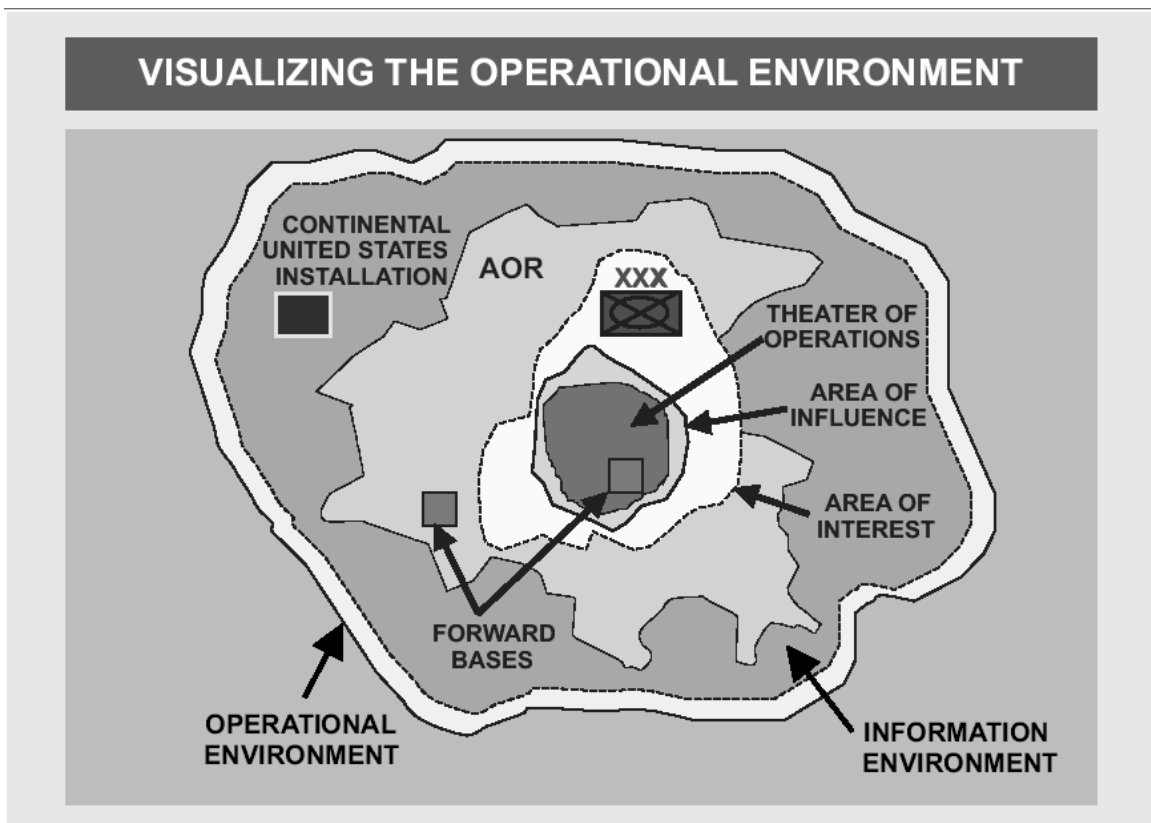 VISUALIZING THE OPERATIONAL ENVIRONMENT
CONTINENTAL
UNITED STATES
INSTALLATION
AOR
XXX
THEATER OF
OPERATIONS
AREA OF
INFLUENCE
AREA OF
INTEREST
FORWARD
BASES
OPERATIONAL
ENVIRONMENT
INFORMATION
ENVIRONMENT